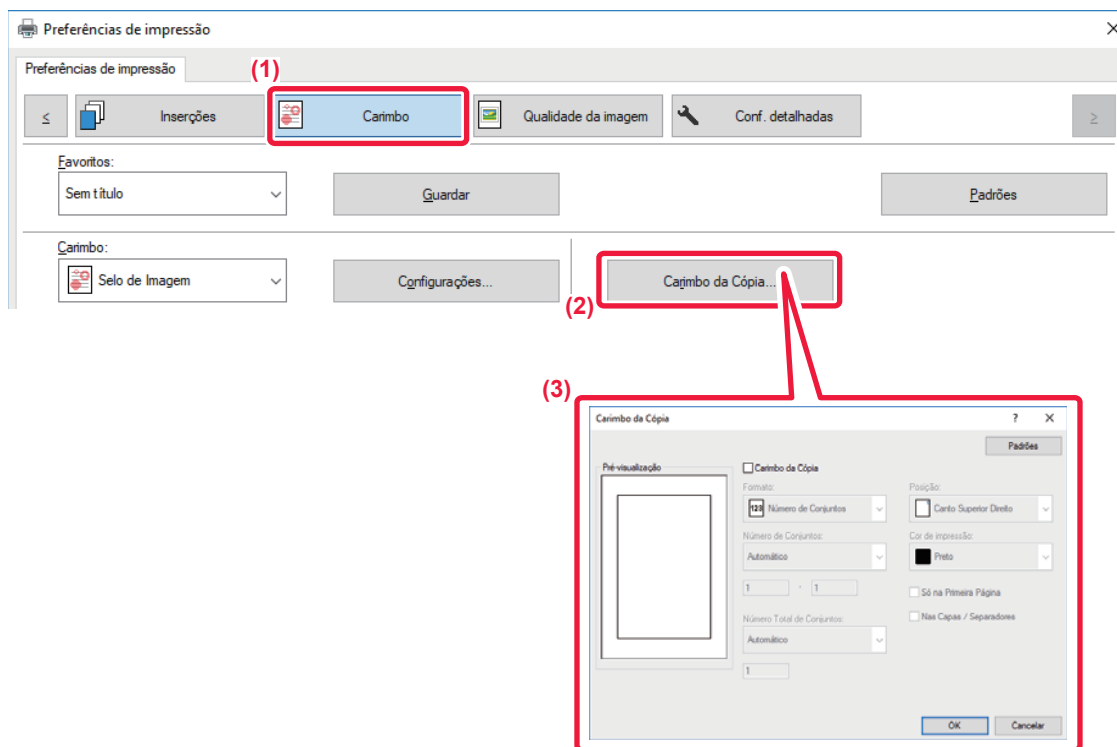 Preferências de impressão
Preferências de impressão
(1)
<
Inserções
Carimbo
Qualidade da imagem
Conf. detalhadas
>
Favoritos:
Sem título
Guardar
Padrões
Carimbo:
Selo de Imagem
Configurações...
Carimbo da Cópia...
(2)
(3)
Carimbo da Cópia
?
Padrões
Pré-visualização
Carimbo da Cópia
Formato:
Posição:
123 Número de Conjuntos
Canto Superior Direito
Número de Conjuntos:
Cor de impressão:
Automático
Preto
1 - 1
Só na Primeira Página
Nas Capas / Separadores
Número Total de Conjuntos:
Automático
1
OK
Cancelar